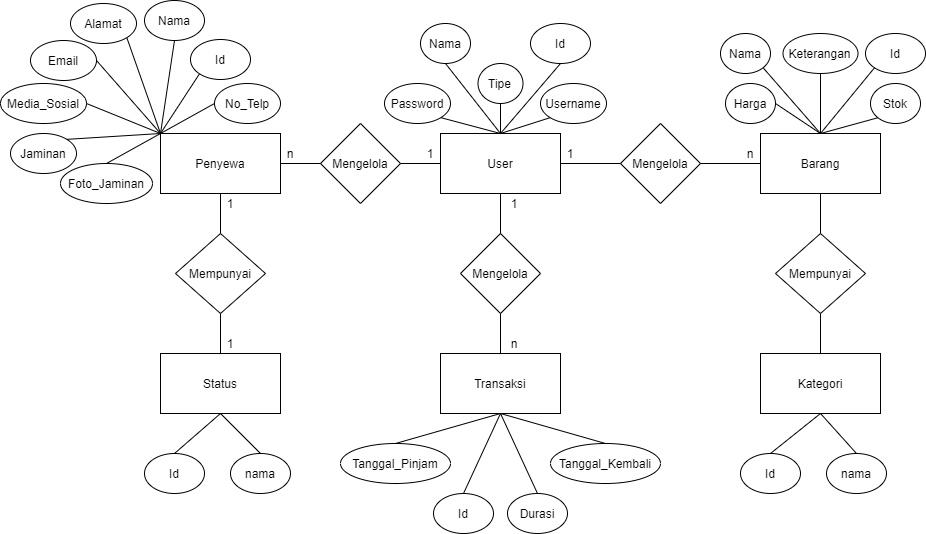 Alamat
Nama
Email
Id
Media_Sosial
No_Telp
Jaminan
Foto_Jaminan
Penyewa
n
Mengelola
1
Nama
Id
Tipe
Password
Username
User
1
Mengelola
n
Nama
Keterangan
Id
Harga
Stok
Barang
1
Mempunyai
1
Status
Id
nama
1
Mengelola
n
Transaksi
Tanggal_Pinjam
Tanggal_Kembali
Id
Durasi
Mempunyai
Kategori
Id
nama